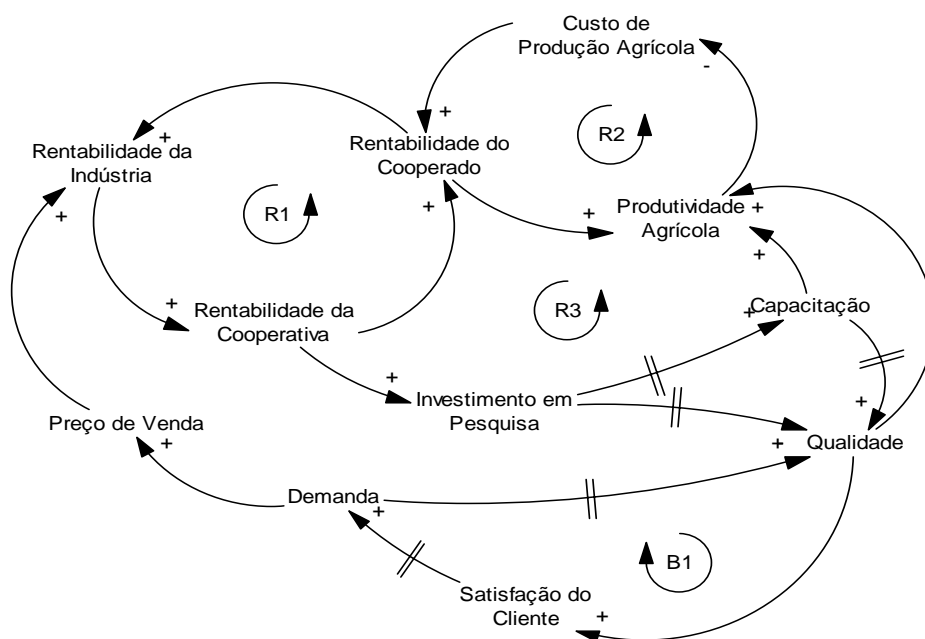 Custo de
Produção Agrícola
-
+
R2
+
Rentabilidade da
Indústria
Rentabilidade do
Cooperado
+
R1
+
+
Produtividade
Agrícola
+
+
+
Rentabilidade da
Cooperativa
R3
+
Capacitação
+
Investimento em
Pesquisa
+
Preço de Venda
+
+
Qualidade
Demanda
+
B1
Satisfação do
Cliente
+